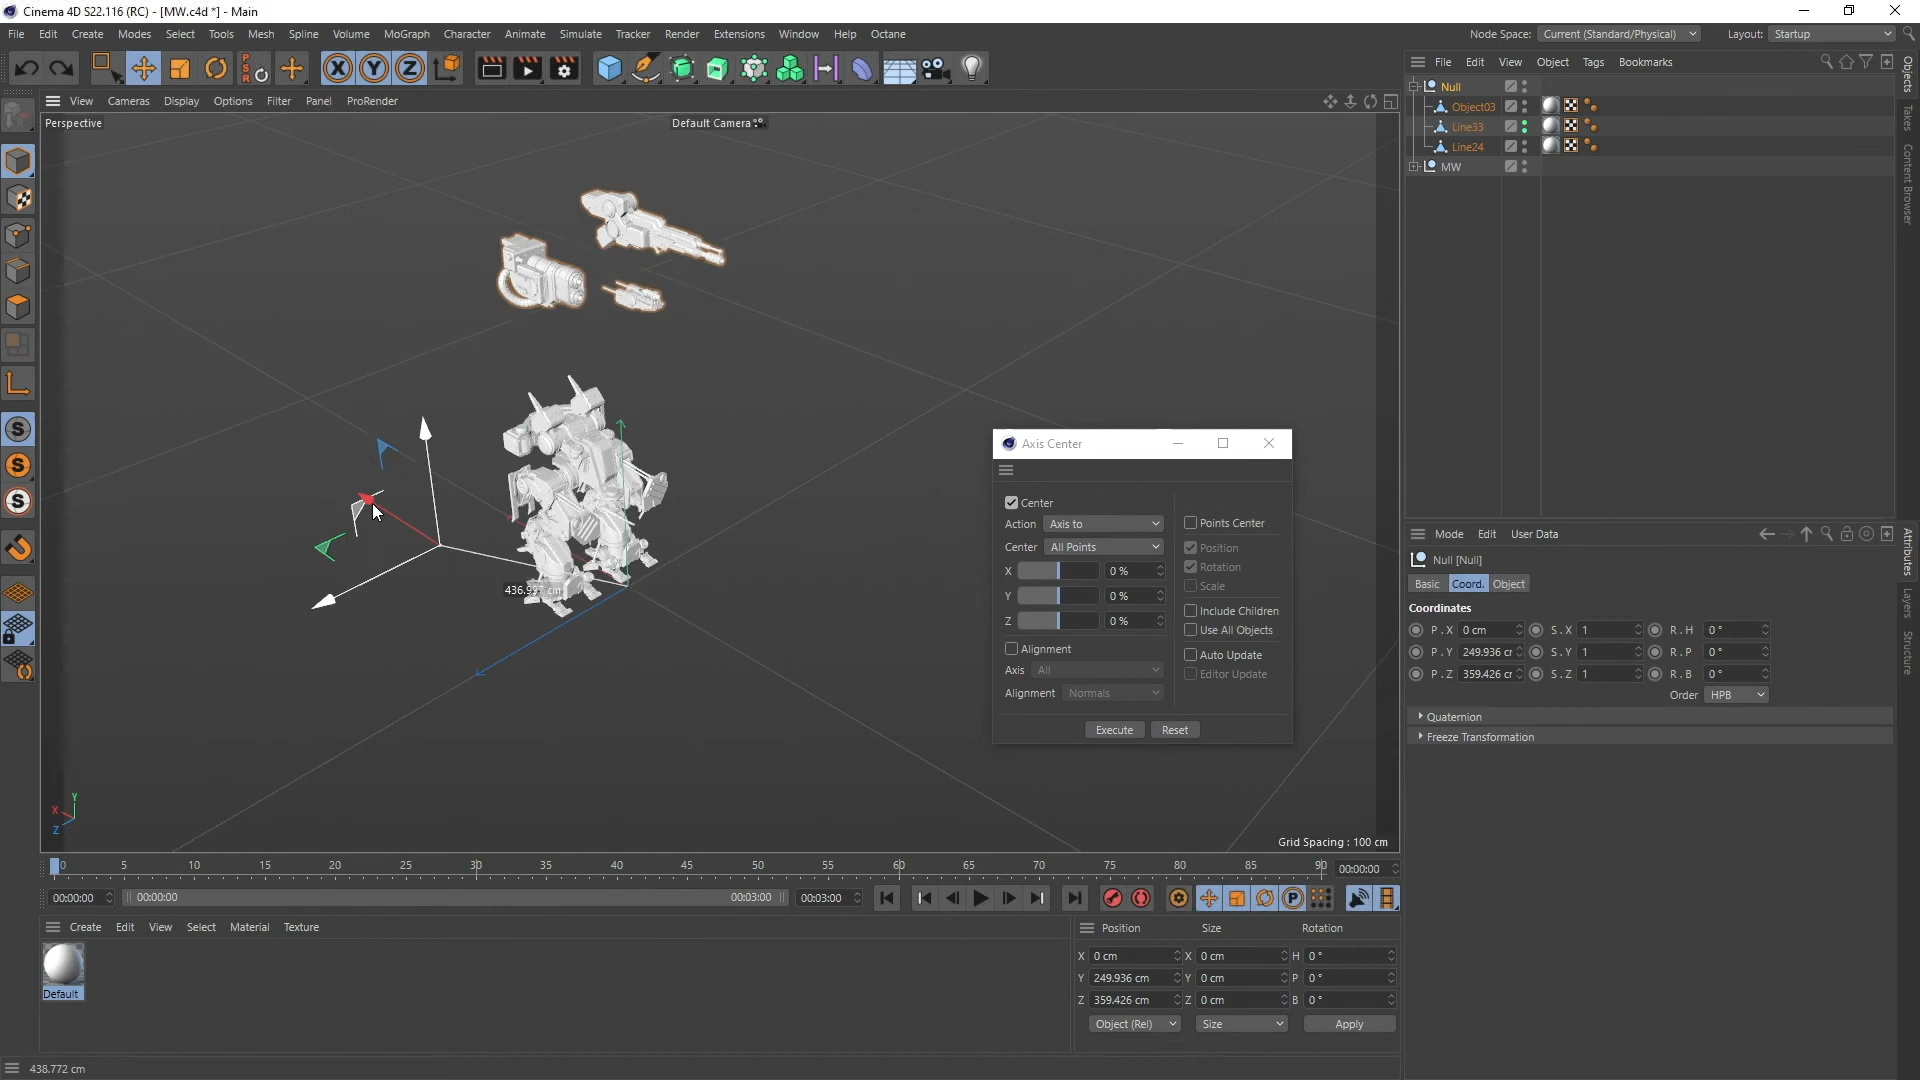 Cinema 4D S22.116 (RC) - [MW.c4d *] - Main
File Edit Create Modes Select Tools Mesh Spline Volume MoGraph Character Animate Simulate Tracker Render Extensions Window Help Octane
Node Space: Current (Standard/Physical) Layout: Startup
PSR X Y Z
File Edit View Object Tags Bookmarks
Null
Object03
Line33
Line24
MW
Objects
Takes
Content Browser
View Cameras Display Options Filter Panel ProRender
Perspective
Default Camera
Axis Center
Center
Action Axis to
Center All Points
X 0 %
Y 0 %
Z 0 %
Alignment
Axis All
Alignment Normals
Points Center
Position
Rotation
Scale
Include Children
Use All Objects
Auto Update
Editor Update
Execute Reset
Y
X
Z
Grid Spacing : 100 cm
Mode Edit User Data
Null [Null]
Basic Coord. Object
Coordinates
P . X 0 cm S . X 1 R . H 0 °
P . Y 249.936 cr S . Y 1 R . P 0 °
P . Z 359.426 cr S . Z 1 R . B 0 °
Order HPB
Quaternion
Freeze Transformation
Attributes
Layers
Structure
0 5 10 15 20 25 30 35 40 45 50 55 60 65 70 75 80 85 90 00:00:00
00:00:00 00:00:00 00:03:00 00:03:00
P
Create Edit View Select Material Texture
Default
Position Size Rotation
X 0 cm X 0 cm H 0 °
Y 249.936 cm Y 0 cm P 0 °
Z 359.426 cm Z 0 cm B 0 °
Object (Rel) Size Apply
438.772 cm